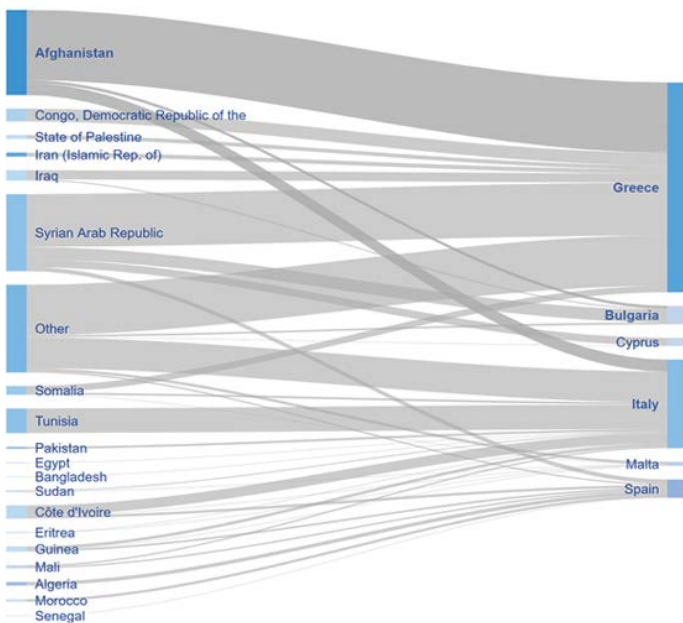 Afghanistan
Congo, Democratic Republic of the
State of Palestine
Iran (Islamic Rep. of)
Iraq
Syrian Arab Republic
Other
Somalia
Tunisia
Pakistan
Egypt
Bangladesh
Sudan
Côte d'Ivoire
Eritrea
Guinea
Mali
Algeria
Morocco
Senegal
Greece
Bulgaria
Cyprus
Italy
Malta
Spain